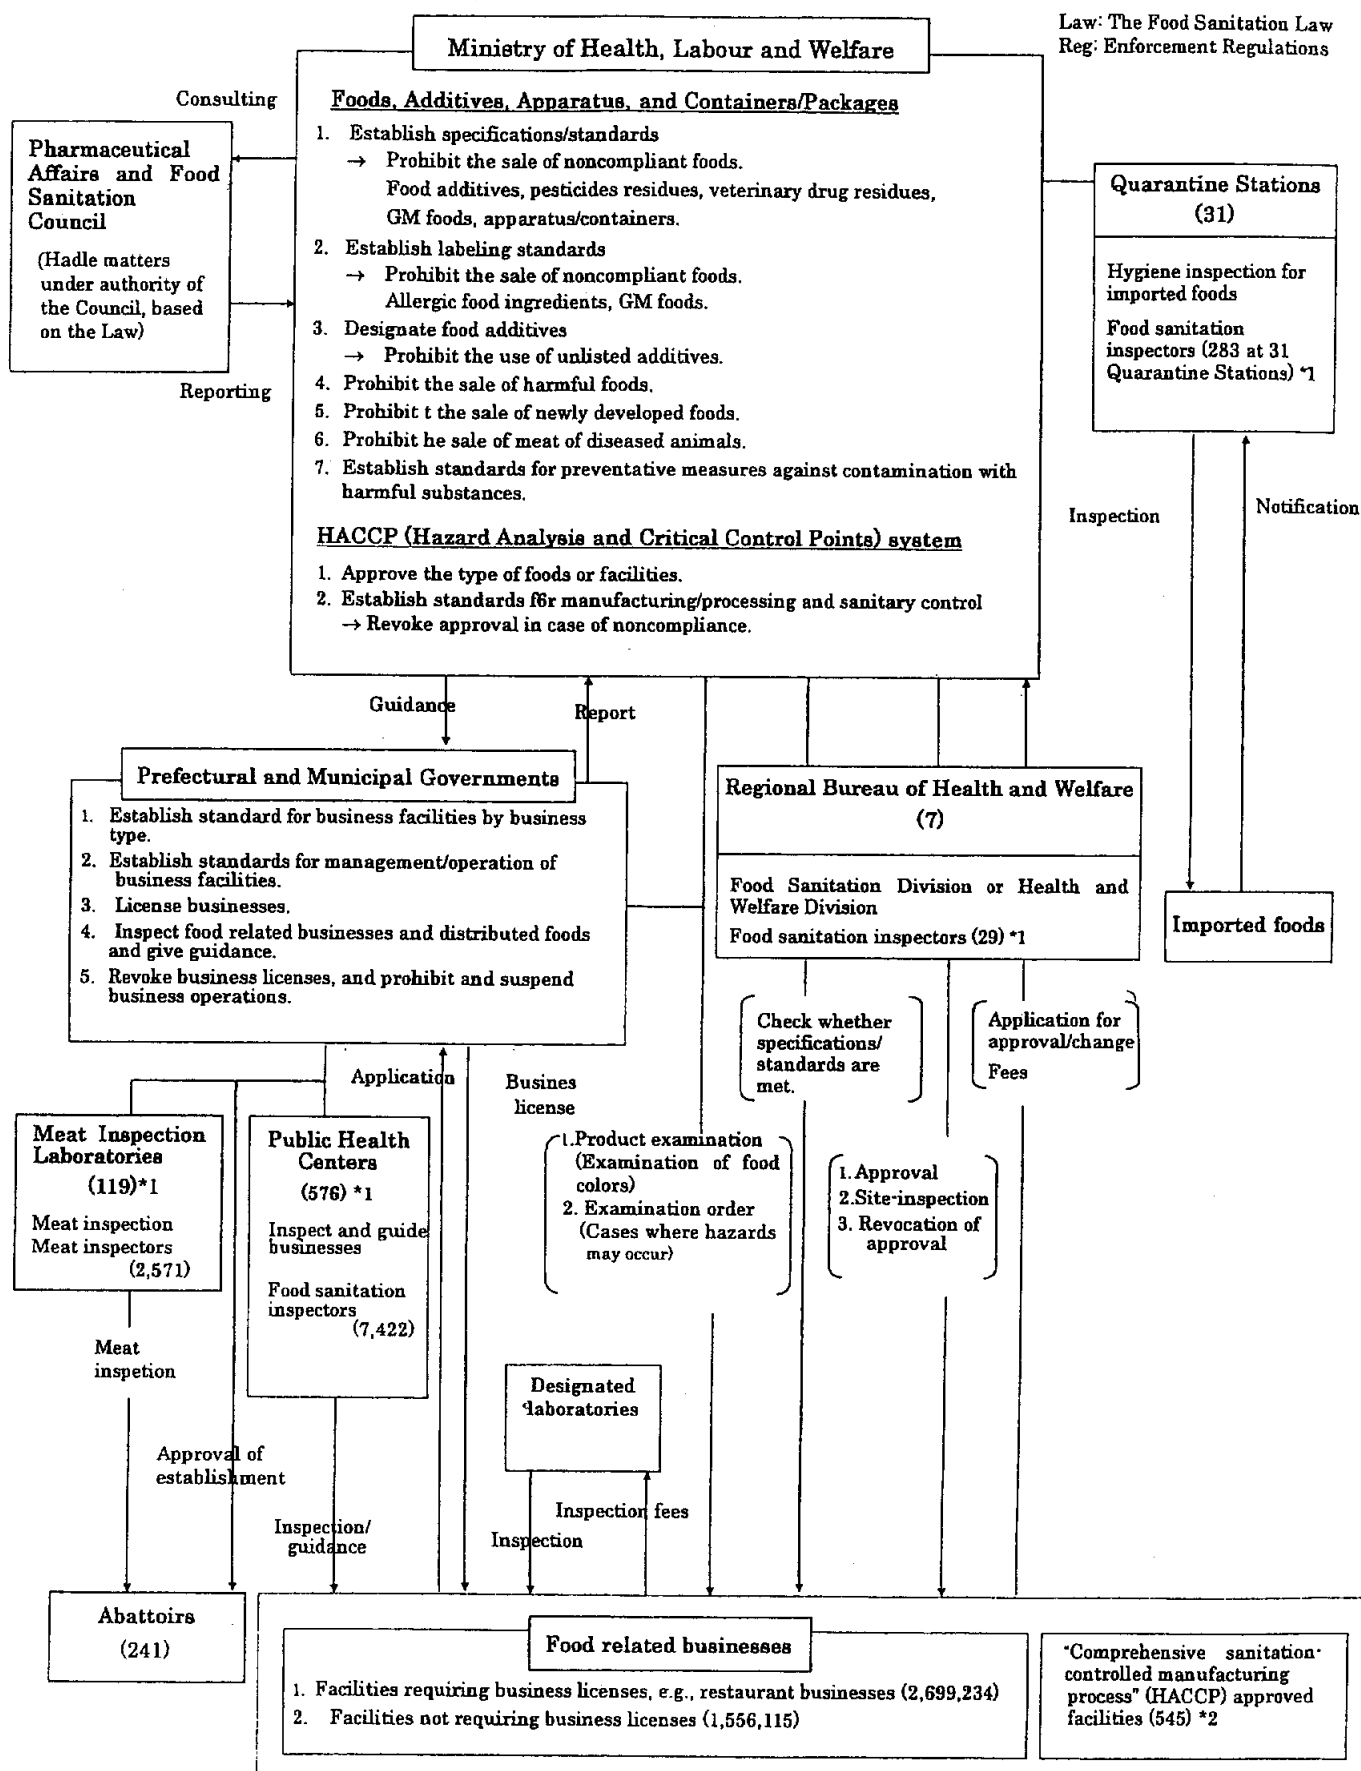 Law: The Food Sanitation Law
Reg: Enforcement Regulations
Ministry of Health, Labour and Welfare
Consulting
Foods, Additives, Apparatus, and Containers/Packages
1. Establish specifications/standards
→ Prohibit the sale of noncompliant foods.
Food additives, pesticides residues, veterinary drug residues,
GM foods, apparatus/containers.
2. Establish labeling standards
→ Prohibit the sale of noncompliant foods.
Allergic food ingredients, GM foods.
3. Designate food additives
→ Prohibit the use of unlisted additives.
4. Prohibit the sale of harmful foods.
5. Prohibit t the sale of newly developed foods.
6. Prohibit he sale of meat of diseased animals.
7. Establish standards for preventative measures against contamination with
harmful substances.
HACCP (Hazard Analysis and Critical Control Points) system
1. Approve the type of foods or facilities.
2. Establish standards f6r manufacturing/processing and sanitary control
→ Revoke approval in case of noncompliance.
Pharmaceutical
Affairs and Food
Sanitation
Council
(Hadle matters
under authority of
the Council, based
on the Law)
Reporting
Quarantine Stations
(31)
Hygiene inspection for
imported foods
Food sanitation
inspectors (283 at 31
Quarantine Stations) *1
Inspection
Notification
Imported foods
Guidance
Report
Prefectural and Municipal Governments
1. Establish standard for business facilities by business
type.
2. Establish standards for management/operation of
business facilities.
3. License businesses.
4. Inspect food related businesses and distributed foods
and give guidance.
5. Revoke business licenses, and prohibit and suspend
business operations.
Regional Bureau of Health and Welfare
(7)
Food Sanitation Division or Health and
Welfare Division
Food sanitation inspectors (29) *1
Check whether
specifications/
standards are
met.
Application for
approval/change
Fees
Application
Busines
license
Meat Inspection
Laboratories
(119)*1
Meat inspection
Meat inspectors
(2,571)
Public Health
Centers
(576) *1
Inspect and guide
businesses
Food sanitation
inspectors
(7,422)
1. Product examination
(Examination of food
colors)
2. Examination order
(Cases where hazards
may occur)
1. Approval
2. Site-inspection
3. Revocation of
approval
Meat
inspetion
Designated
laboratories
Approval of
establishment
Inspection/
guidance
Inspection fees
Inspection
Abattoirs
(241)
Food related businesses
1. Facilities requiring business licenses, e.g., restaurant businesses (2,699,234)
2. Facilities not requiring business licenses (1,556,115)
"Comprehensive sanitation-
controlled manufacturing
process" (HACCP) approved
facilities (545) *2